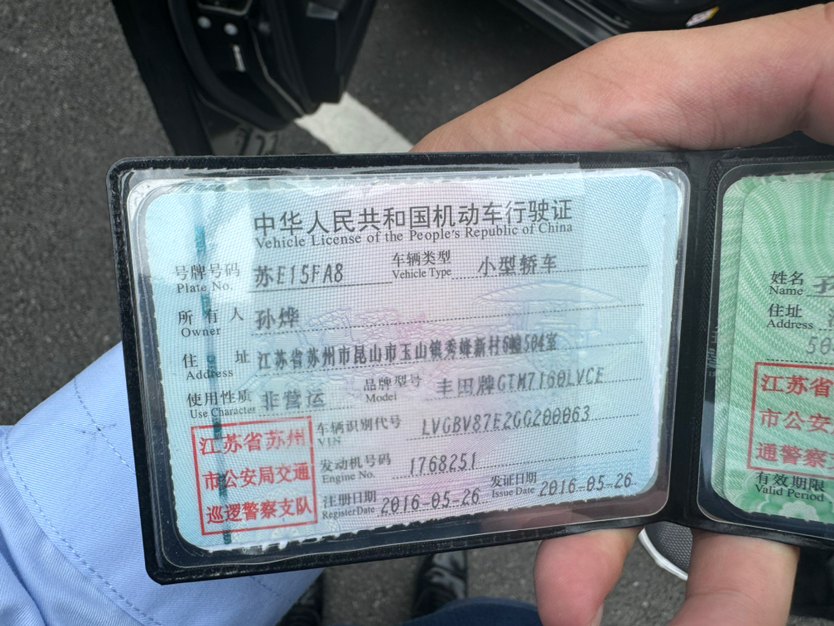 中华人民共和国机动车行驶证
Vehicle License of the People's Republic of China
号牌号码 苏E15FA8 车辆类型 小型轿车
Plate No. Vehicle Type
所有人 孙烨
Owner
住址 江苏省苏州市昆山市玉山镇秀峰新村6幢504室
Address
使用性质 非营运 品牌型号 丰田牌GTM7160LVCE
Use Character Model
江苏省苏州
市公安局交通
巡逻警察支队
车辆识别代号 LVGBV87E2GG200063
VIN
发动机号码 1768251
Engine No.
注册日期 2016-05-26 发证日期 2016-05-26
Register Date Issue Date
姓名
Name
住址
Address
50
江苏省
市公安
通警察
有效期限
Valid Period